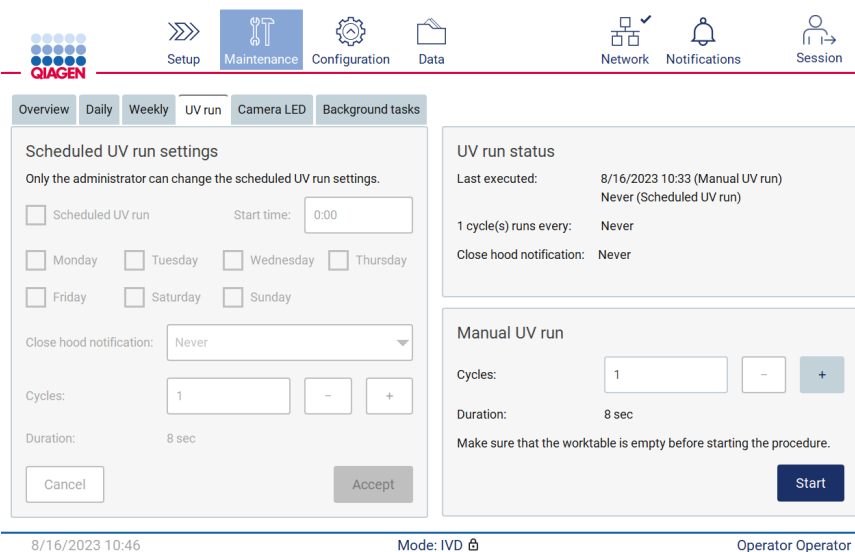 QIAGEN
Setup
Maintenance
Configuration
Data
Network
Notifications
Session
Overview
Daily
Weekly
UV run
Camera LED
Background tasks
Scheduled UV run settings
Only the administrator can change the scheduled UV run settings.
Scheduled UV run
Start time: 0:00
Monday
Tuesday
Wednesday
Thursday
Friday
Saturday
Sunday
Close hood notification: Never
Cycles: 1 - +
Duration: 8 sec
Cancel
Accept
UV run status
Last executed: 8/16/2023 10:33 (Manual UV run)
Never (Scheduled UV run)
1 cycle(s) runs every: Never
Close hood notification: Never
Manual UV run
Cycles: 1 - +
Duration: 8 sec
Make sure that the worktable is empty before starting the procedure.
Start
8/16/2023 10:46
Mode: IVD
Operator Operator